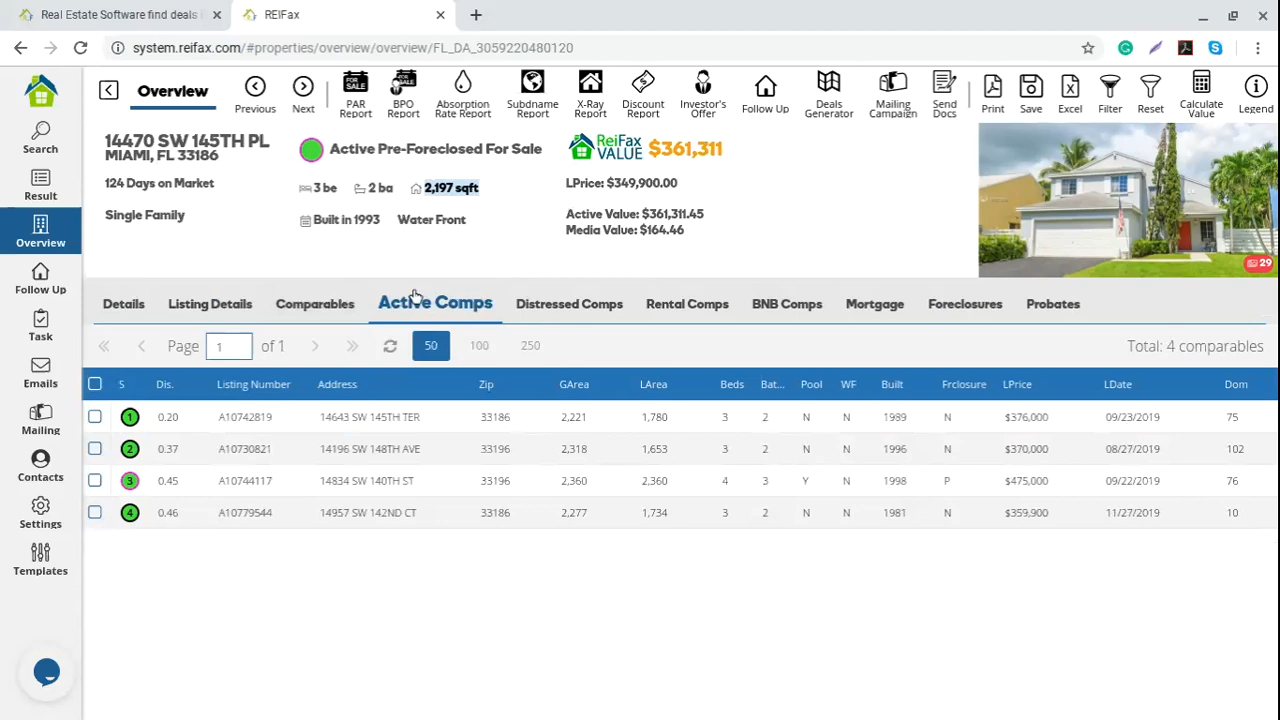 Real Estate Software find deals
REIFax
system.reifax.com/#properties/overview/overview/FL_DA_3059220480120
Overview
Previous
Next
FOR SALE
PAR Report
FOR SALE
BPO Report
Absorption Rate Report
Subdname Report
X-Ray Report
Discount Report
Investor's Offer
Follow Up
Deals Generator
Mailing Campaign
Send Docs
Print
Save
Excel
Filter
Reset
Calculate Value
Legend
Search
Result
Overview
Follow Up
Task
Emails
Mailing
Contacts
Settings
Templates
14470 SW 145TH PL
MIAMI, FL 33186
124 Days on Market
Single Family
Active Pre-Foreclosed For Sale
3 be 2 ba 2,197 sqft
Built in 1993 Water Front
ReiFax VALUE $361,311
LPrice: $349,900.00
Active Value: $361,311.45
Media Value: $164.46
29
Details Listing Details Comparables Active Comps Distressed Comps Rental Comps BNB Comps Mortgage Foreclosures Probates
Page 1 of 1 50 100 250 Total: 4 comparables
S Dis. Listing Number Address Zip GArea LArea Beds Bat... Pool WF Built Frclosure LPrice LDate Dom
1 0.20 A10742819 14643 SW 145TH TER 33186 2,221 1,780 3 2 N N 1989 N $376,000 09/23/2019 75
2 0.37 A10730821 14196 SW 148TH AVE 33196 2,318 1,653 3 2 N N 1996 N $370,000 08/27/2019 102
3 0.45 A10744117 14834 SW 140TH ST 33196 2,360 2,360 4 3 Y N 1998 P $475,000 09/22/2019 76
4 0.46 A10779544 14957 SW 142ND CT 33186 2,277 1,734 3 2 N N 1981 N $359,900 11/27/2019 10